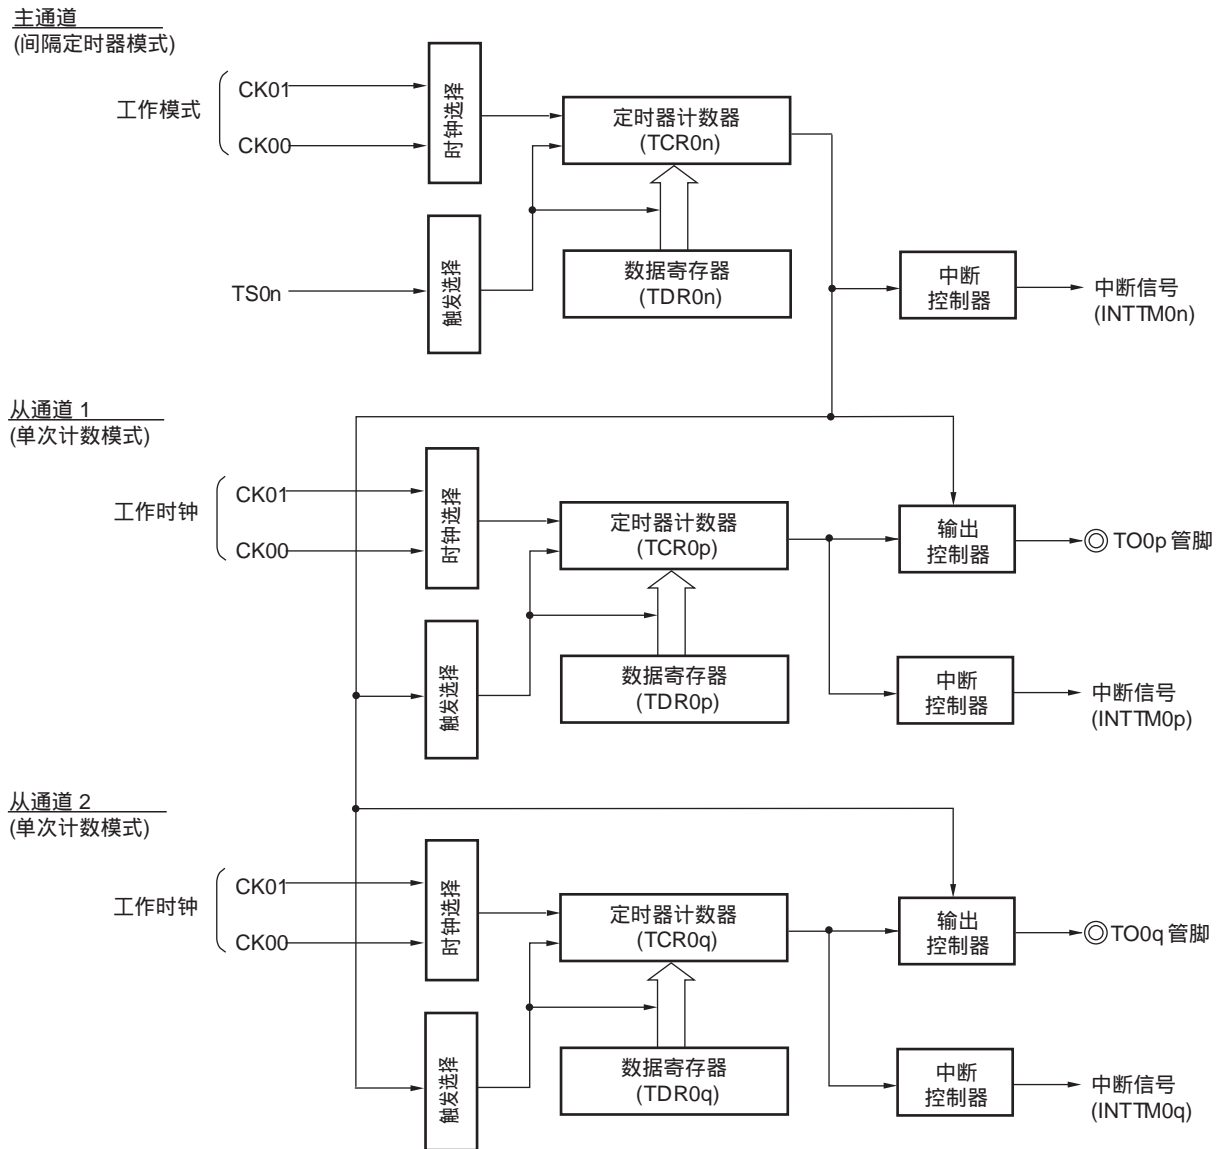 主通道
(间隔定时器模式)
工作模式
CK01
CK00
时钟选择
定时器计数器
(TCR0n)
TS0n
触发选择
数据寄存器
(TDR0n)
中断
控制器
中断信号
(INTTM0n)
从通道 1
(单次计数模式)
工作时钟
CK01
CK00
时钟选择
定时器计数器
(TCR0p)
输出
控制器
TO0p 管脚
触发选择
数据寄存器
(TDR0p)
中断
控制器
中断信号
(INTTM0p)
从通道 2
(单次计数模式)
工作时钟
CK01
CK00
时钟选择
定时器计数器
(TCR0q)
输出
控制器
TO0q 管脚
触发选择
数据寄存器
(TDR0q)
中断
控制器
中断信号
(INTTM0q)